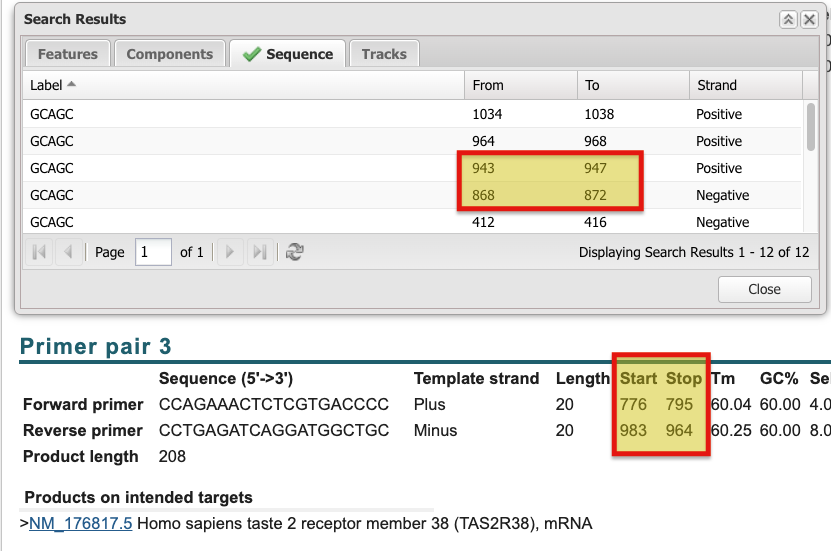 Search Results
Features Components Sequence Tracks
Label From To Strand
GCAGC 1034 1038 Positive
GCAGC 964 968 Positive
GCAGC 943 947 Positive
GCAGC 868 872 Negative
GCAGC 412 416 Negative
Page 1 of 1 Displaying Search Results 1 - 12 of 12
Close
Primer pair 3
Sequence (5'->3') Template strand Length Start Stop Tm GC%
Forward primer CCAGAAACTCTCGTGACCCC Plus 20 776 795 60.04 60.00 4.0
Reverse primer CCTGAGATCAGGATGGCTGC Minus 20 983 964 60.25 60.00 8.0
Product length 208
Products on intended targets
>NM_176817.5 Homo sapiens taste 2 receptor member 38 (TAS2R38), mRNA